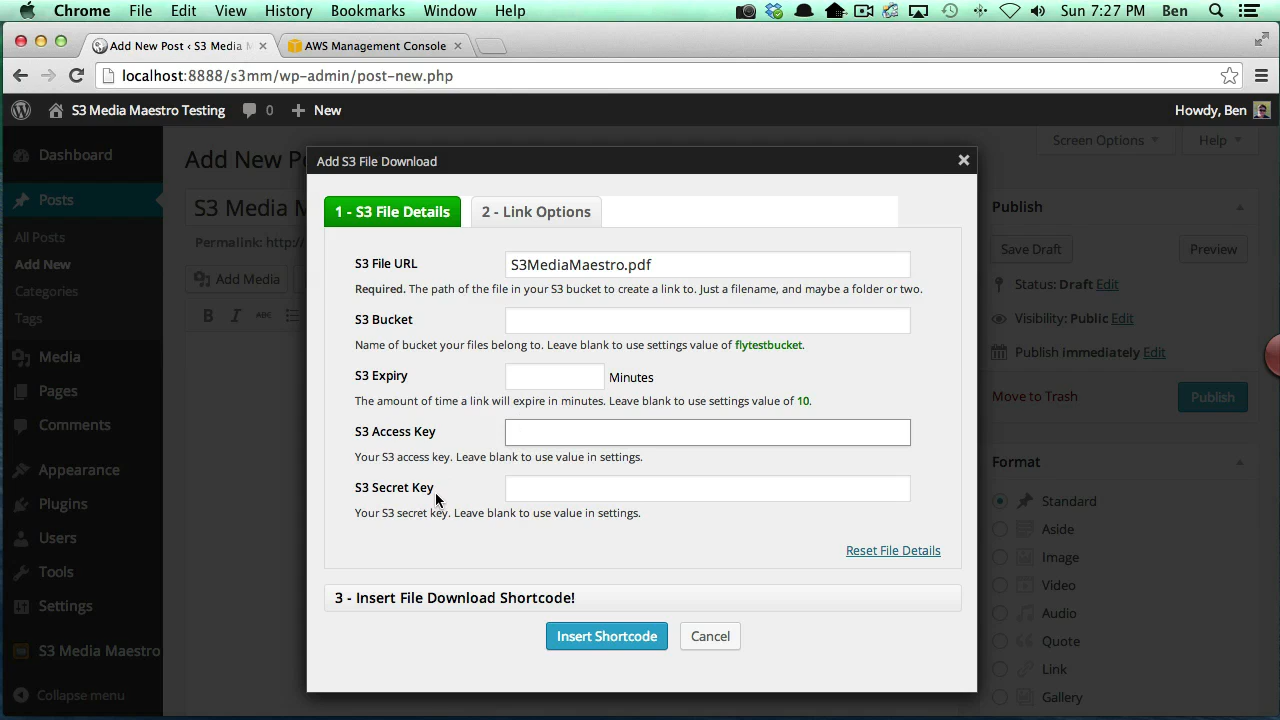 Chrome File Edit View History Bookmarks Window Help Sun 7:27 PM Ben
Add New Post ‹ S3 Media M
AWS Management Console
localhost:8888/s3mm/wp-admin/post-new.php
S3 Media Maestro Testing 0 New Howdy, Ben
Dashboard
Posts
All Posts
Add New
Categories
Tags
Media
Pages
Comments
Appearance
Plugins
Users
Tools
Settings
S3 Media Maestro
Collapse menu
Add New Po
Screen Options Help
S3 Media M
Permalink: http:/
Add Media
B I ABC
Add S3 File Download
1 - S3 File Details 2 - Link Options
S3 File URL S3MediaMaestro.pdf
Required. The path of the file in your S3 bucket to create a link to. Just a filename, and maybe a folder or two.
S3 Bucket
Name of bucket your files belong to. Leave blank to use settings value of flytestbucket.
S3 Expiry Minutes
The amount of time a link will expire in minutes. Leave blank to use settings value of 10.
S3 Access Key
Your S3 access key. Leave blank to use value in settings.
S3 Secret Key
Your S3 secret key. Leave blank to use value in settings.
Reset File Details
3 - Insert File Download Shortcode!
Insert Shortcode Cancel
Publish
Save Draft Preview
Status: Draft Edit
Visibility: Public Edit
Publish immediately Edit
Move to Trash Publish
Format
Standard
Aside
Image
Video
Audio
Quote
Link
Gallery